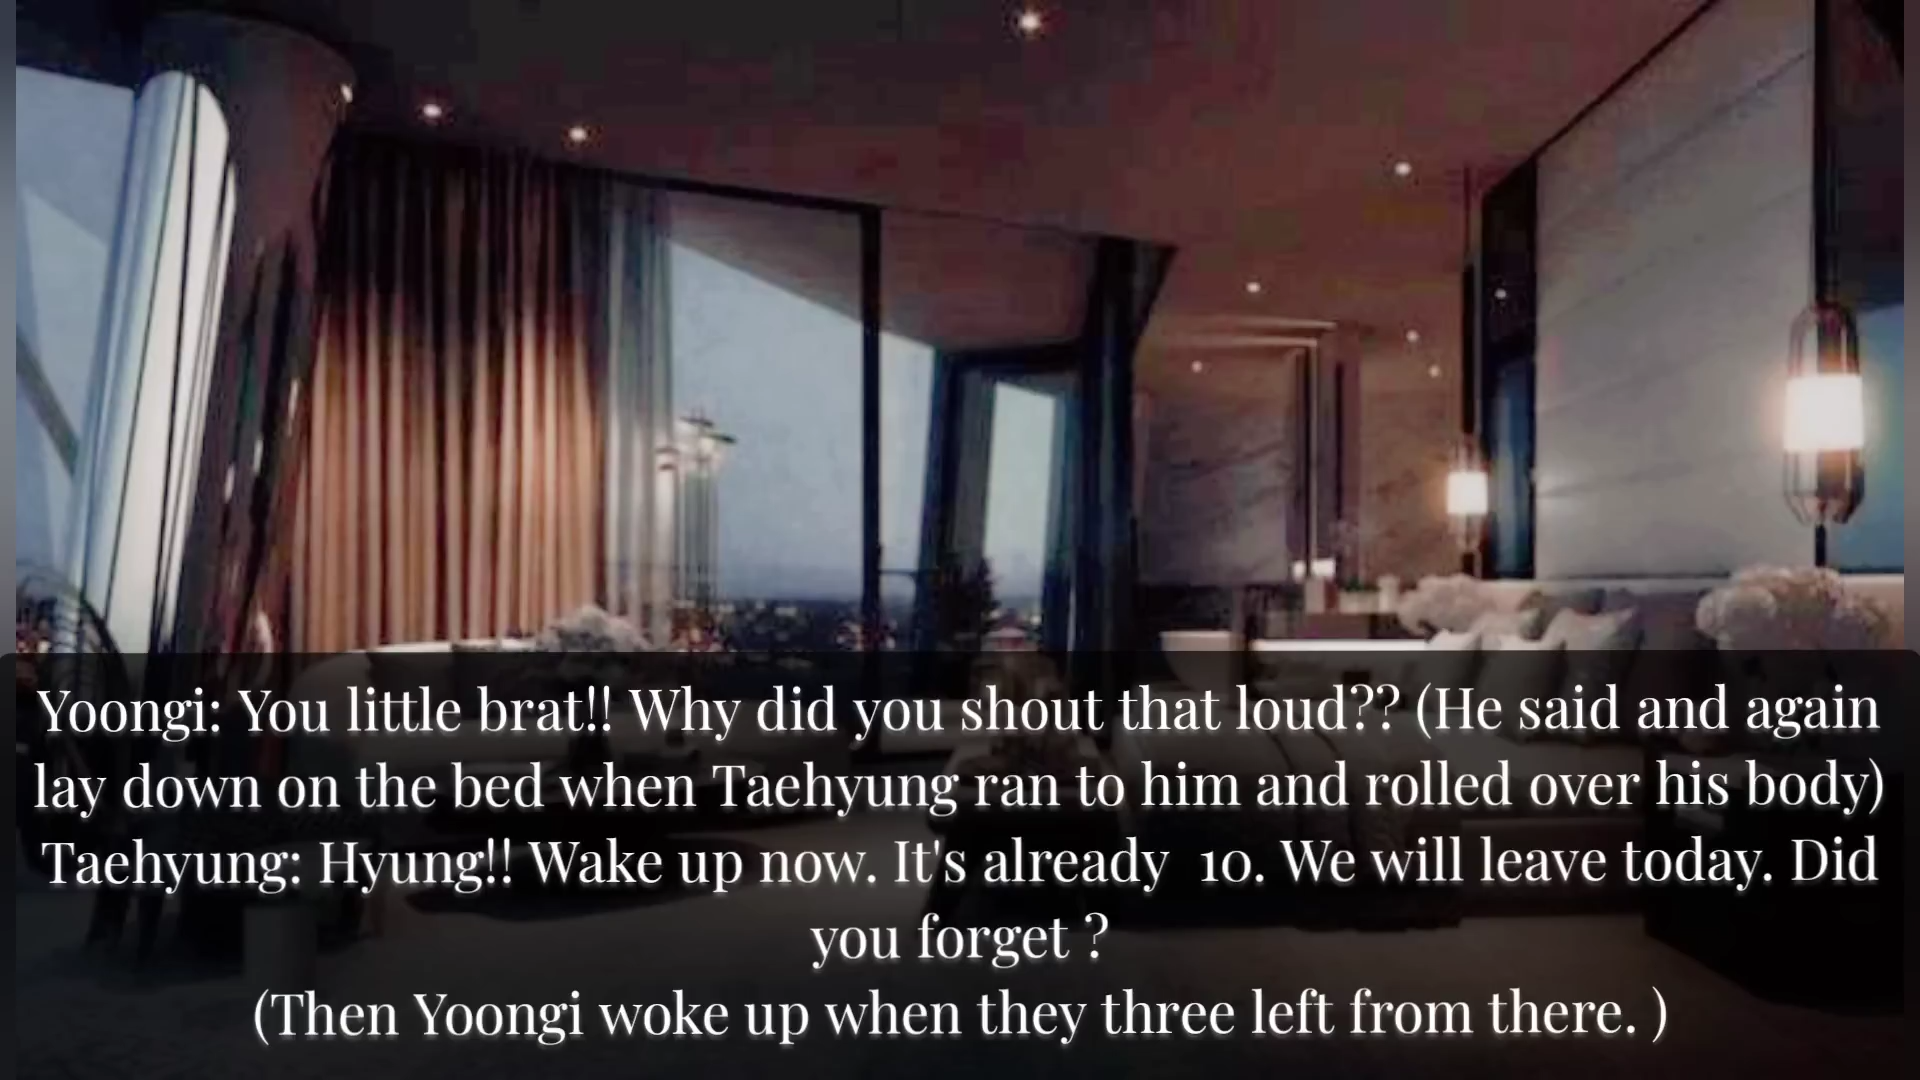 Yoongi: You little brat!! Why did you shout that loud?? (He said and again
lay down on the bed when Taehyung ran to him and rolled over his body)
Taehyung: Hyung!! Wake up now. It's already  10. We will leave today. Did
you forget ?
(Then Yoongi woke up when they three left from there. )